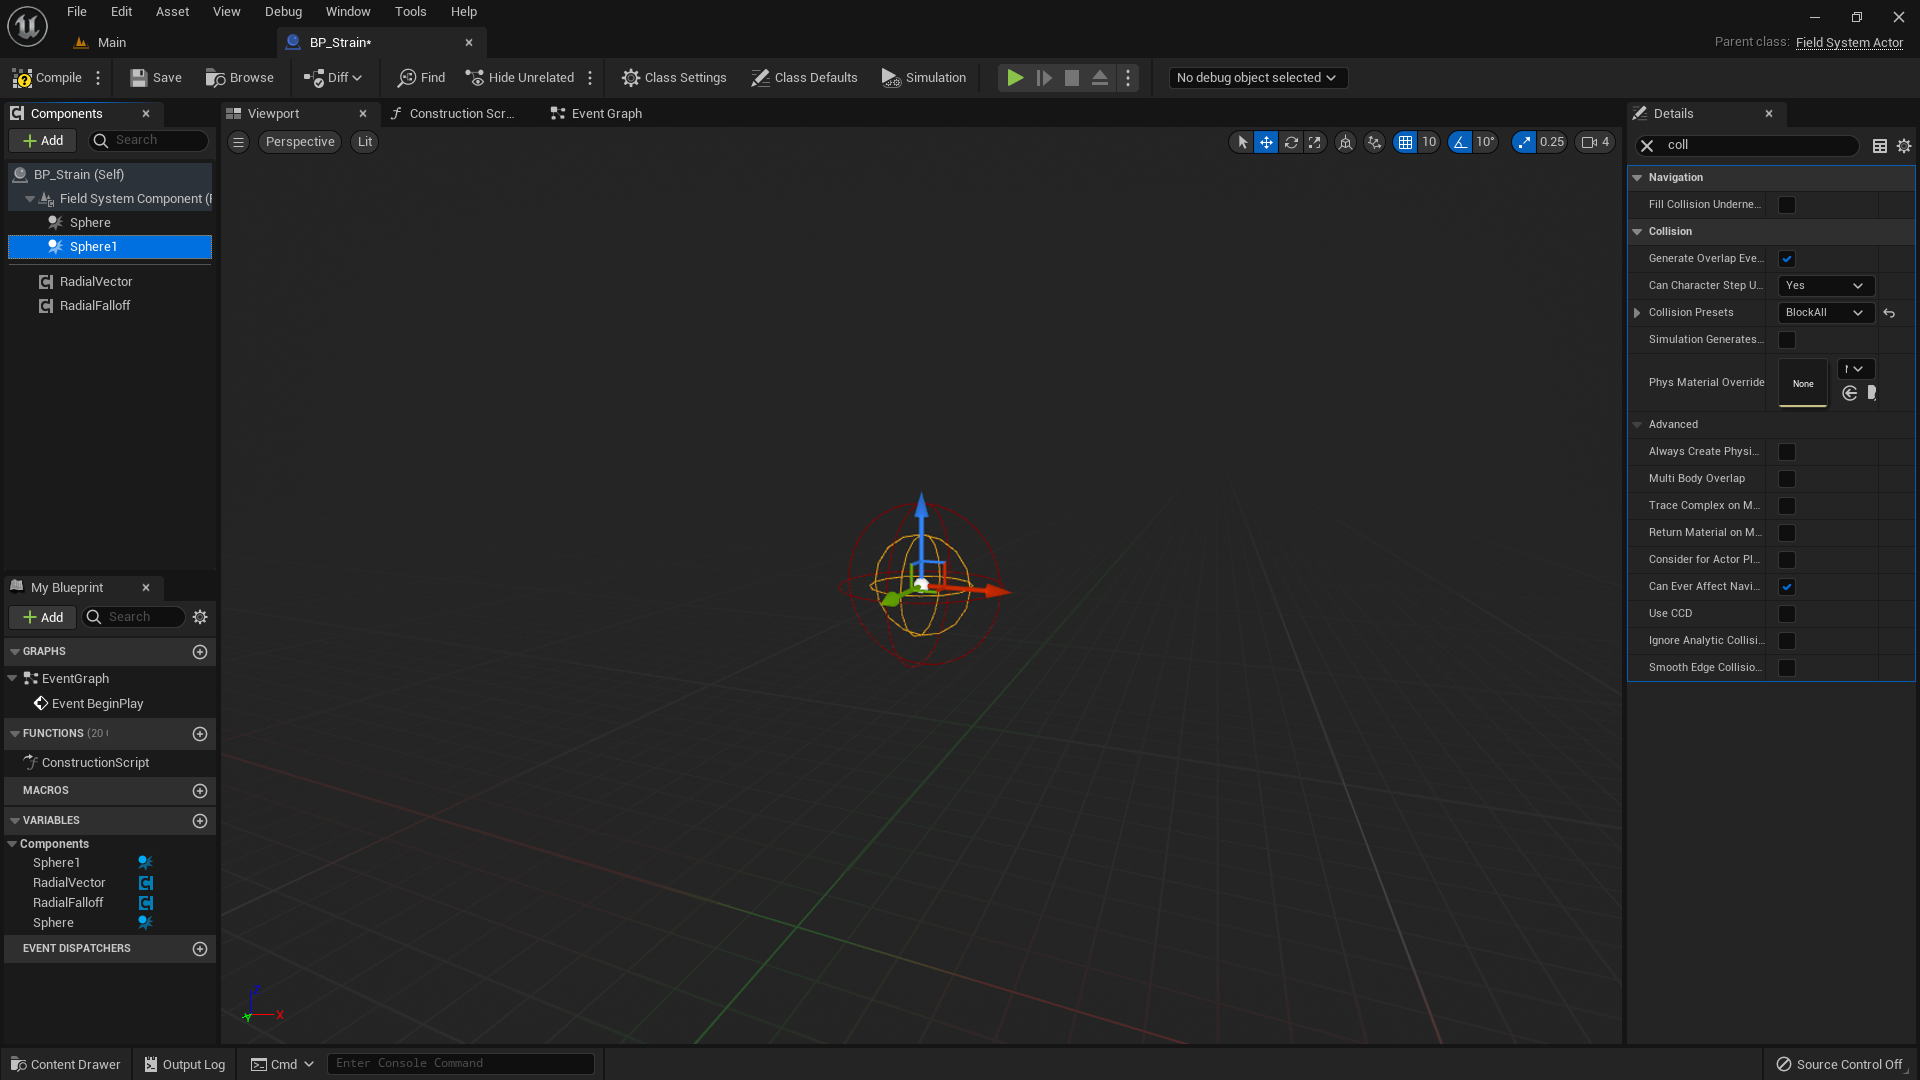 File Edit Asset View Debug Window Tools Help
Main
BP_Strain*
Parent class: Field System Actor
Compile Save Browse Diff Find Hide Unrelated Class Settings Class Defaults Simulation No debug object selected
Components
Viewport
Construction Scr...
Event Graph
Details
Add
Search
Perspective
Lit
10
10°
0.25
4
coll
BP_Strain (Self)
Field System Component (
Sphere
Sphere1
RadialVector
RadialFalloff
Navigation
Fill Collision Underne...
Collision
Generate Overlap Eve...
Can Character Step U...
Yes
Collision Presets
BlockAll
Simulation Generates...
Phys Material Override
None
Advanced
Always Create Physi...
Multi Body Overlap
Trace Complex on M...
Return Material on M...
Consider for Actor Pl...
Can Ever Affect Navi...
Use CCD
Ignore Analytic Collisi...
Smooth Edge Collisio...
My Blueprint
Add
Search
GRAPHS
EventGraph
Event BeginPlay
FUNCTIONS (20
ConstructionScript
MACROS
VARIABLES
Components
Sphere1
RadialVector
RadialFalloff
Sphere
EVENT DISPATCHERS
Z
X
Y
Content Drawer
Output Log
Cmd
Enter Console Command
Source Control Off